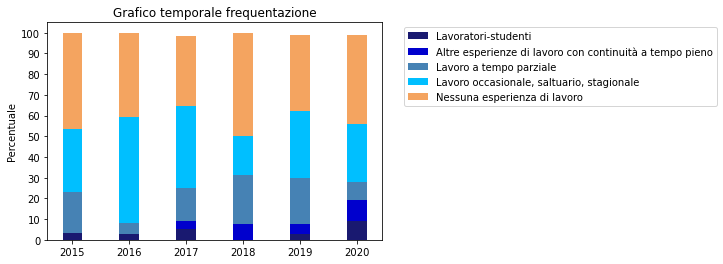 Grafico temporale frequentazione
Percentuale
100
90
80
70
60
50
40
30
20
10
0
2015 2016 2017 2018 2019 2020
Lavoratori-studenti
Altre esperienze di lavoro con continuità a tempo pieno
Lavoro a tempo parziale
Lavoro occasionale, saltuario, stagionale
Nessuna esperienza di lavoro